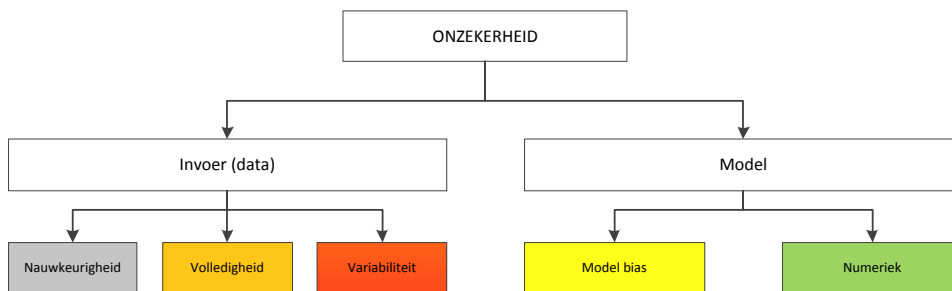 ONZEKERHEID
Invoer (data)
Model
Nauwkeurigheid
Volledigheid
Variabiliteit
Model bias
Numeriek